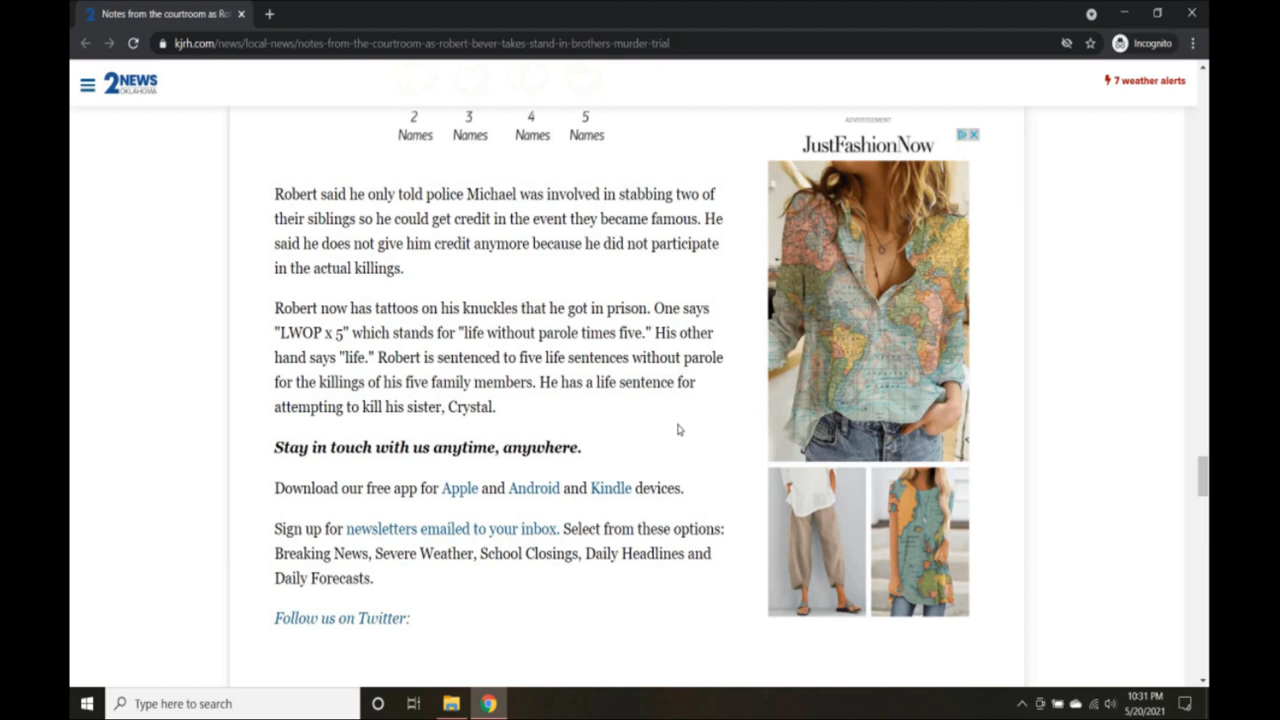 Notes from the courtroom as Ro
kjrh.com/news/local-news/notes-from-the-courtroom-as-robert-bever-takes-stand-in-brothers-murder-trial
Incognito
2NEWS
OKLAHOMA
7 weather alerts
2 3 4 5
Names Names Names Names
ADVERTISEMENT
JustFashionNow
Robert said he only told police Michael was involved in stabbing two of
their siblings so he could get credit in the event they became famous. He
said he does not give him credit anymore because he did not participate
in the actual killings.
Robert now has tattoos on his knuckles that he got in prison. One says
"LWOP x 5" which stands for "life without parole times five." His other
hand says "life." Robert is sentenced to five life sentences without parole
for the killings of his five family members. He has a life sentence for
attempting to kill his sister, Crystal.
Stay in touch with us anytime, anywhere.
Download our free app for Apple and Android and Kindle devices.
Sign up for newsletters emailed to your inbox. Select from these options:
Breaking News, Severe Weather, School Closings, Daily Headlines and
Daily Forecasts.
Follow us on Twitter:
Type here to search
10:31 PM
5/20/2021